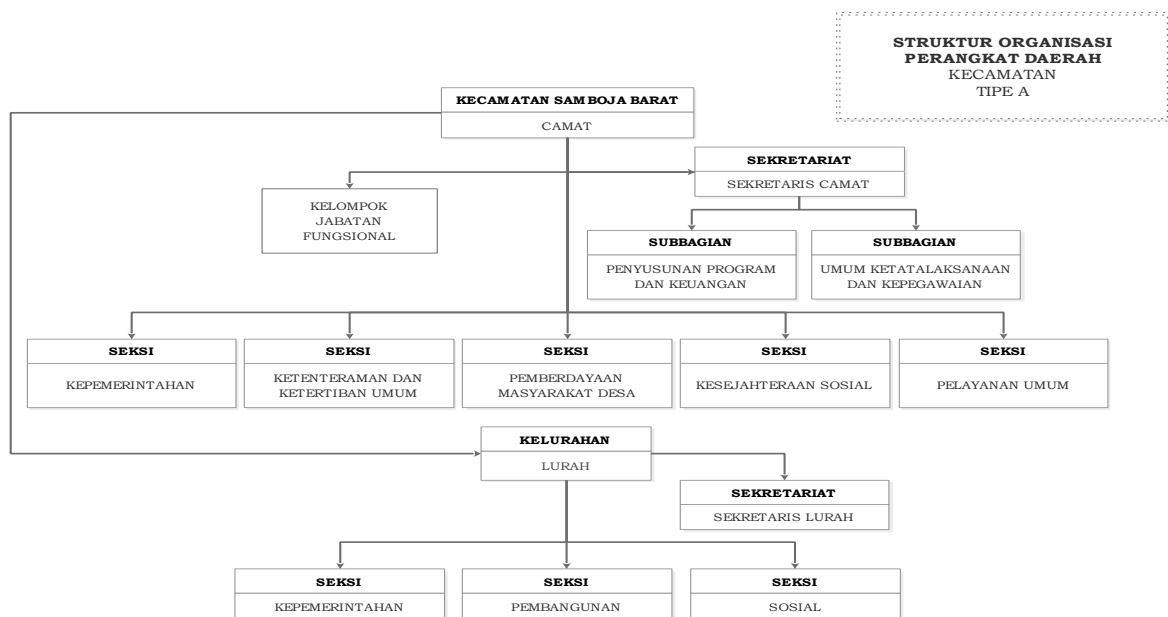 STRUKTUR ORGANISASI
PERANGKAT DAERAH
KECAMATAN
TIPE A
KECAMATAN SAMBOJA BARAT
CAMAT
SEKRETARIAT
SEKRETARIS CAMAT
KELOMPOK
JABATAN
FUNGSIONAL
SUBBAGIAN
PENYUSUNAN PROGRAM
DAN KEUANGAN
SUBBAGIAN
UMUM KETATALAKSANAAN
DAN KEPEGAWAIAN
SEKSI
KEPEMERINTAHAN
SEKSI
KETENTERAMAN DAN
KETERTIBAN UMUM
SEKSI
PEMBERDAYAAN
MASYARAKAT DESA
SEKSI
KESEJAHTERAAN SOSIAL
SEKSI
PELAYANAN UMUM
KELURAHAN
LURAH
SEKRETARIAT
SEKRETARIS LURAH
SEKSI
KEPEMERINTAHAN
SEKSI
PEMBANGUNAN
SEKSI
SOSIAL